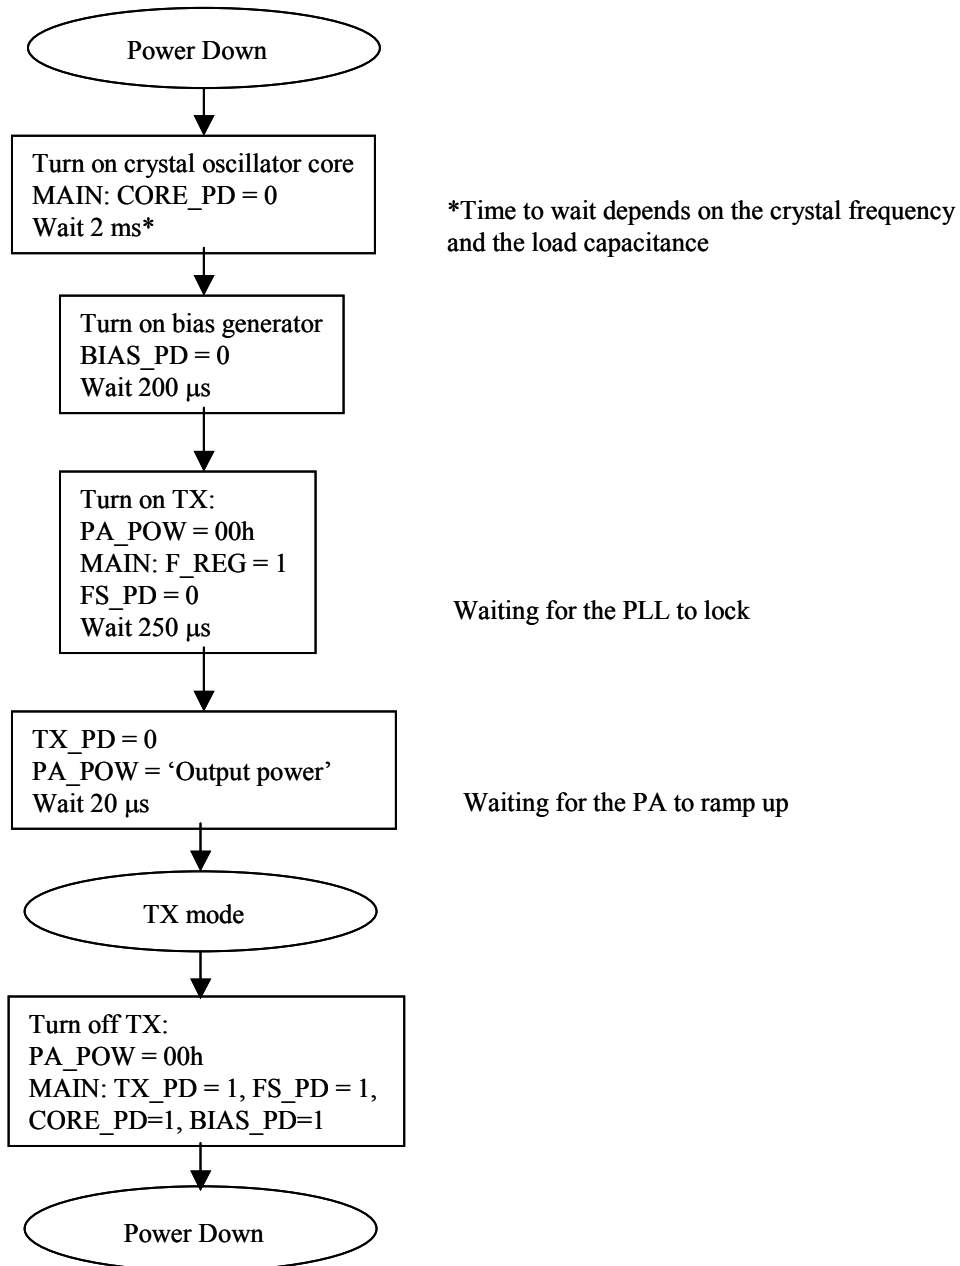 Power Down
Turn on crystal oscillator core
MAIN: CORE_PD = 0
Wait 2 ms*
*Time to wait depends on the crystal frequency
and the load capacitance
Turn on bias generator
BIAS_PD = 0
Wait 200 μs
Turn on TX:
PA_POW = 00h
MAIN: F_REG = 1
FS_PD = 0
Wait 250 μs
Waiting for the PLL to lock
TX_PD = 0
PA_POW = ‘Output power’
Wait 20 μs
Waiting for the PA to ramp up
TX mode
Turn off TX:
PA_POW = 00h
MAIN: TX_PD = 1, FS_PD = 1,
CORE_PD=1, BIAS_PD=1
Power Down